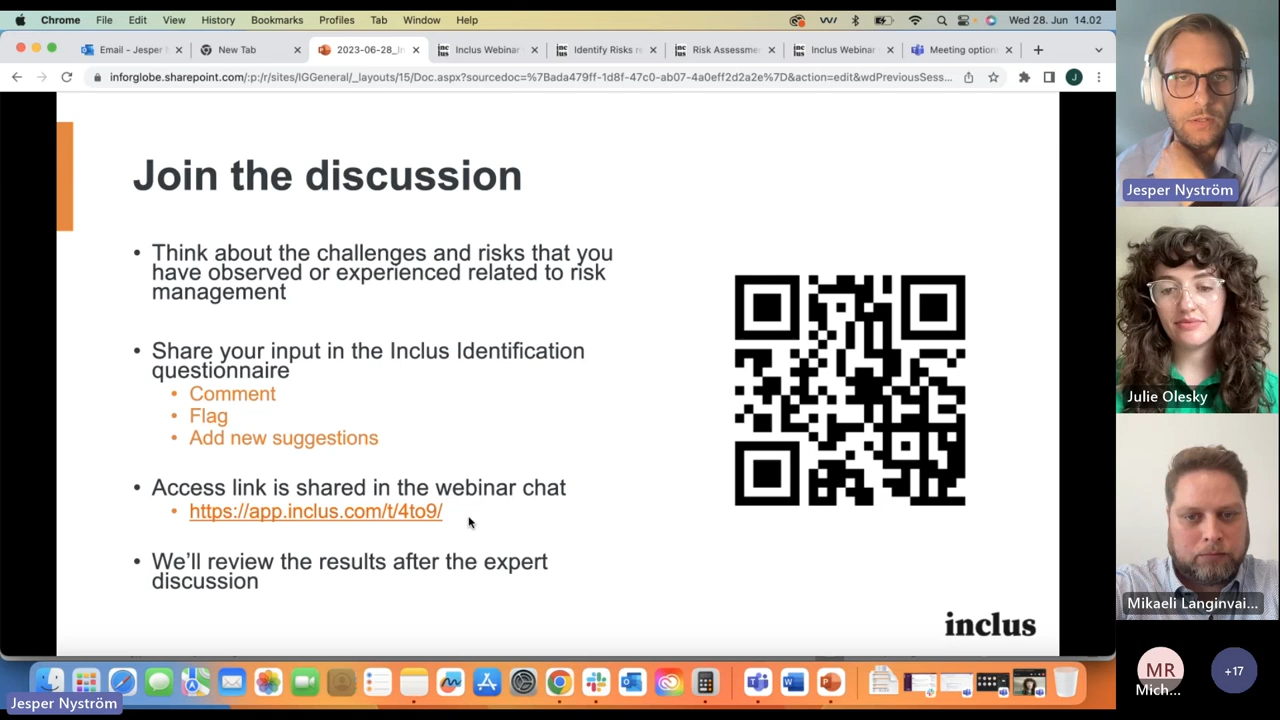 Chrome File Edit View History Bookmarks Profiles Tab Window Help Wed 28. Jun 14.02
Email - Jesper New Tab 2023-06-28_ Inclus Webinar Identify Risks r Risk Assessme Inclus Webinar Meeting option
inforglobe.sharepoint.com/:p:/r/sites/IGGeneral/_layouts/15/Doc.aspx?sourcedoc=%7Bada479ff-1d8f-47c0-ab07-4a0eff2d2a2e%7D&action=edit&wdPreviousSess...
J
Join the discussion
• Think about the challenges and risks that you
have observed or experienced related to risk
management
• Share your input in the Inclus Identification
questionnaire
• Comment
• Flag
• Add new suggestions
• Access link is shared in the webinar chat
• https://app.inclus.com/t/4to9/
• We'll review the results after the expert
discussion
inclus
Jesper Nyström
Jesper Nyström
Julie Olesky
Mikaeli Langinvai...
MR
Mich...
+17